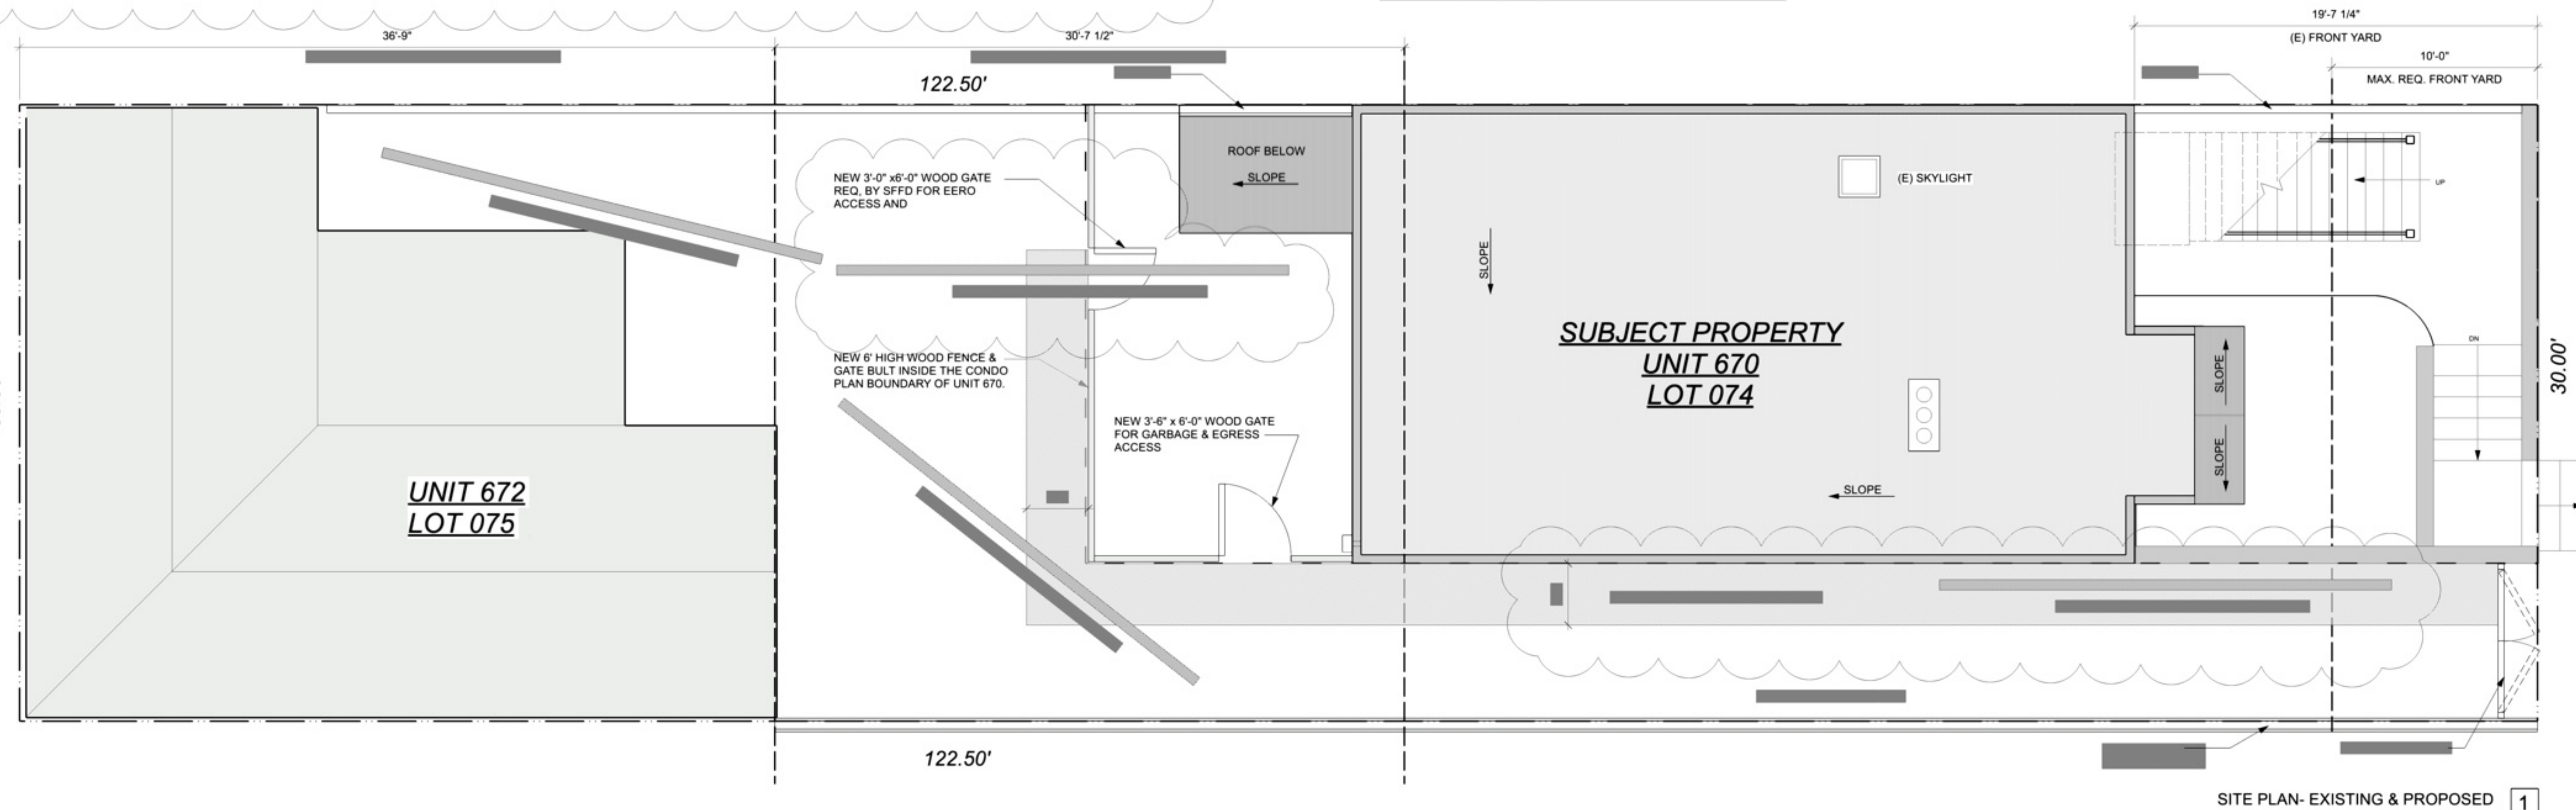 36'-9"
30'-7 1/2"
19'-7 1/4"
(E) FRONT YARD
10'-0"
MAX. REQ. FRONT YARD
122.50'
ROOF BELOW
SLOPE
NEW 3'-0" x6'-0" WOOD GATE
REQ, BY SFFD FOR EERO
ACCESS AND
(E) SKYLIGHT
UP
SLOPE
SUBJECT PROPERTY
UNIT 670
LOT 074
NEW 6' HIGH WOOD FENCE &
GATE BULT INSIDE THE CONDO
PLAN BOUNDARY OF UNIT 670.
NEW 3'-6" x 6'-0" WOOD GATE
FOR GARBAGE & EGRESS
ACCESS
SLOPE
SLOPE
DN
30.00'
UNIT 672
LOT 075
SLOPE
122.50'
SITE PLAN- EXISTING & PROPOSED
1